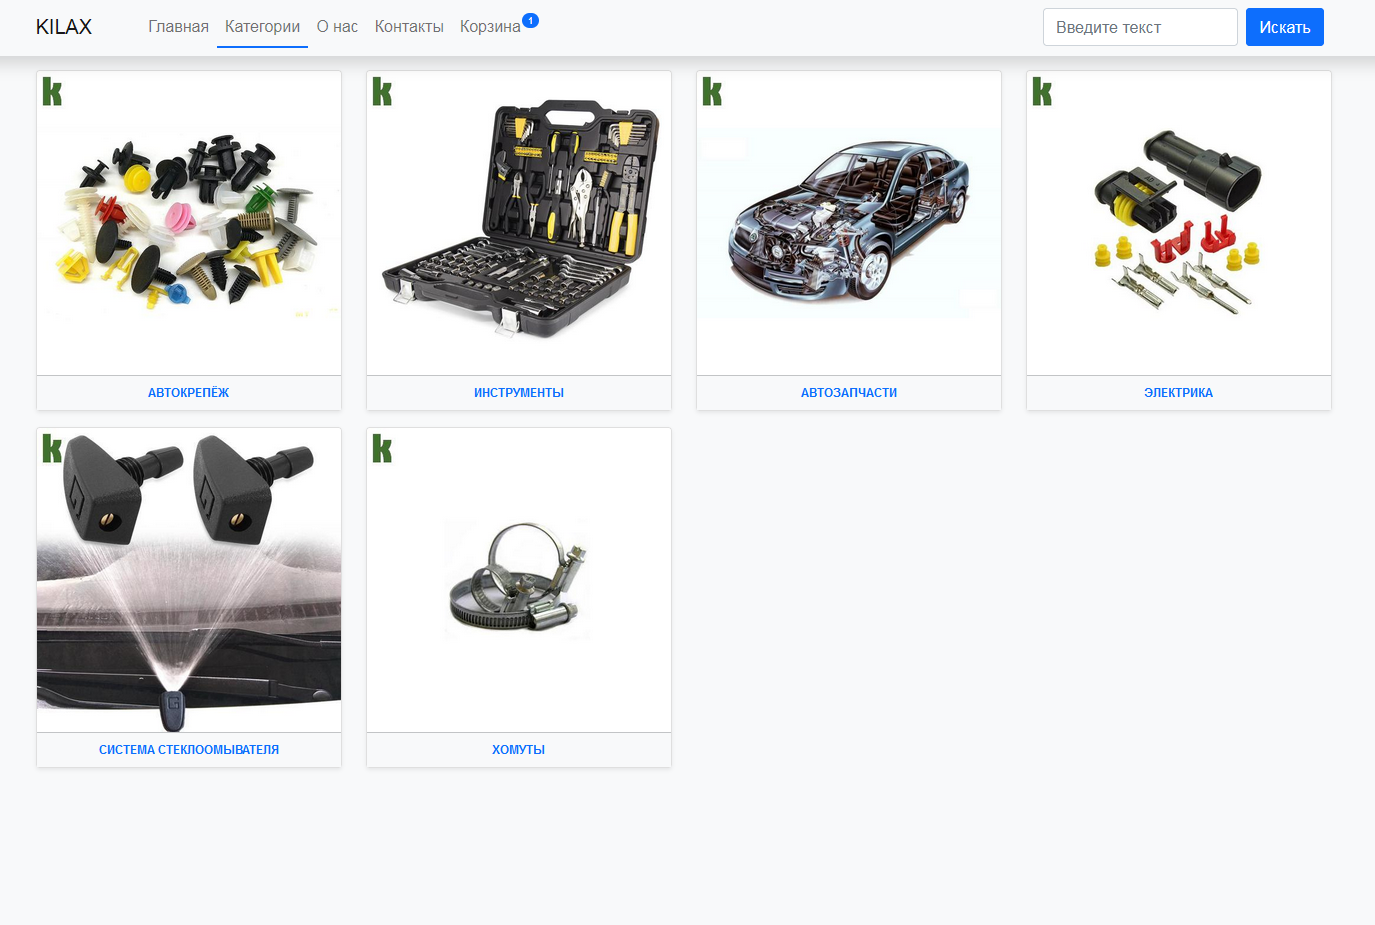 KILAX Главная Категории О нас Контакты Корзина 1 Введите текст Искать
k k k k
АВТОКРЕПЁЖ ИНСТРУМЕНТЫ АВТОЗАПЧАСТИ ЭЛЕКТРИКА
k k
СИСТЕМА СТЕКЛООМЫВАТЕЛЯ ХОМУТЫ